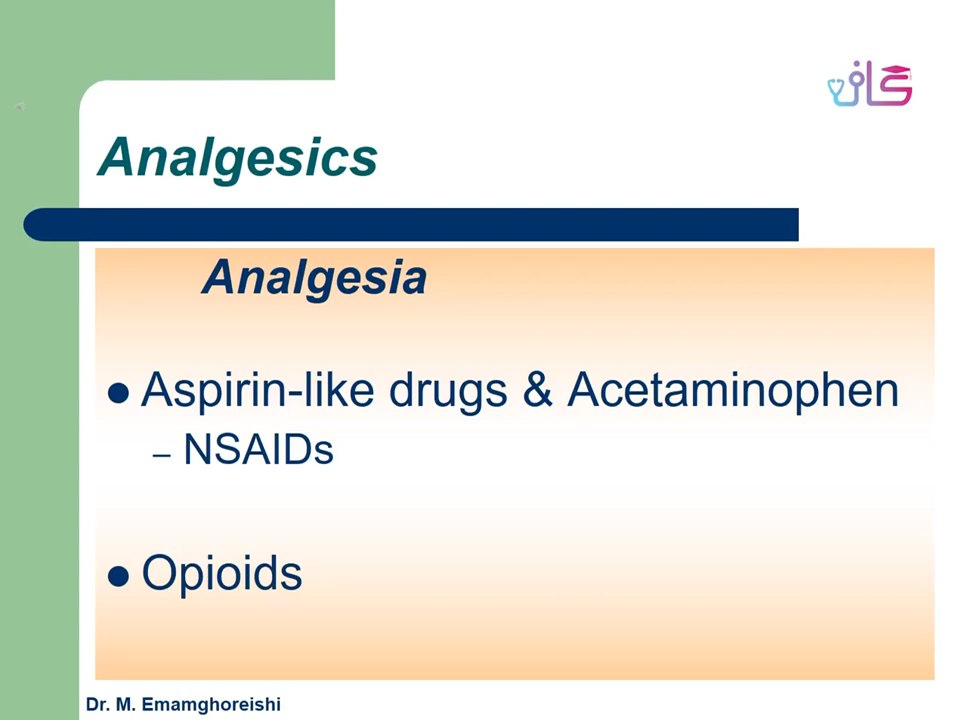 Analgesics
Analgesia
● Aspirin-like drugs & Acetaminophen
– NSAIDs
● Opioids
Dr. M. Emamghoreishi